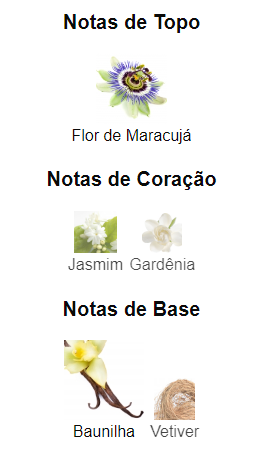 Notas de Topo
Flor de Maracujá
Notas de Coração
Jasmim Gardênia
Notas de Base
Baunilha Vetiver